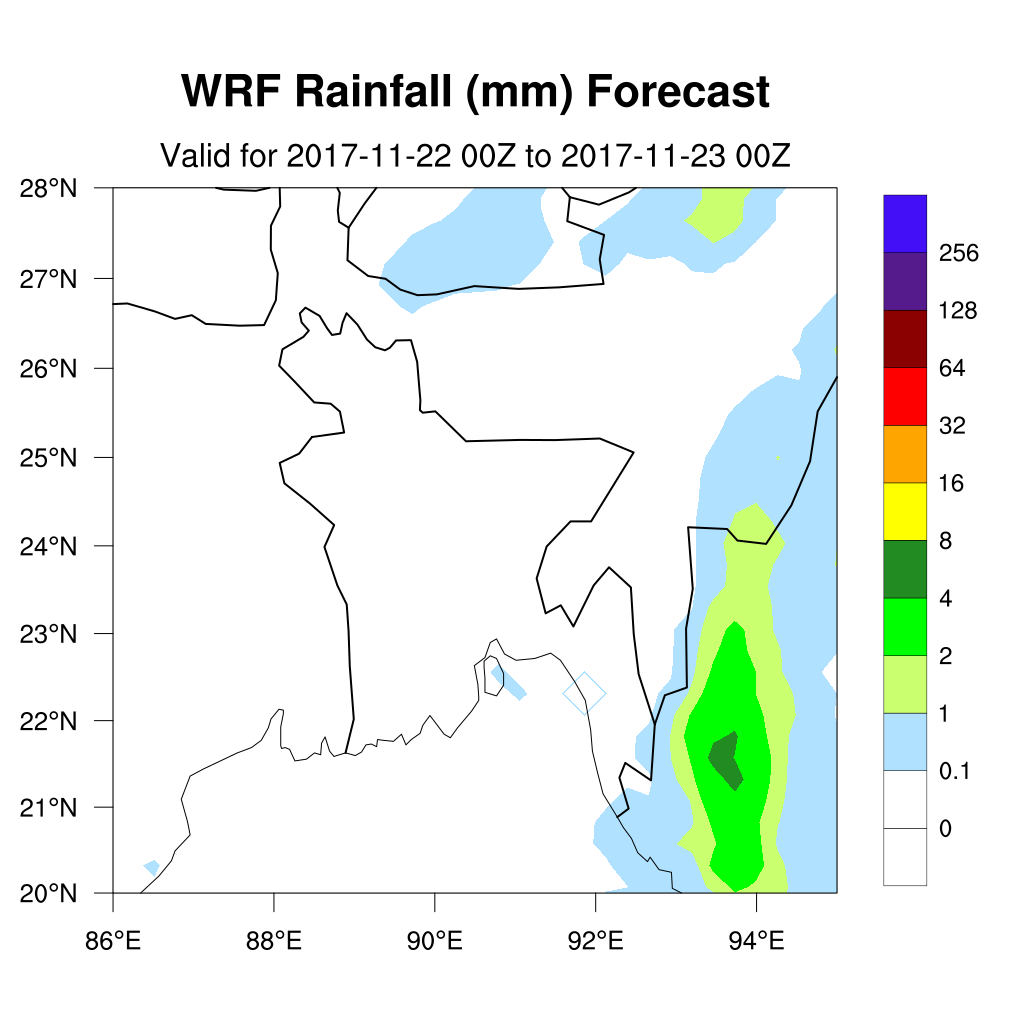 WRF Rainfall (mm) Forecast
Valid for 2017-11-22 00Z to 2017-11-23 00Z
28°N
27°N
26°N
25°N
24°N
23°N
22°N
21°N
20°N
86°E 88°E 90°E 92°E 94°E
256
128
64
32
16
8
4
2
1
0.1
0